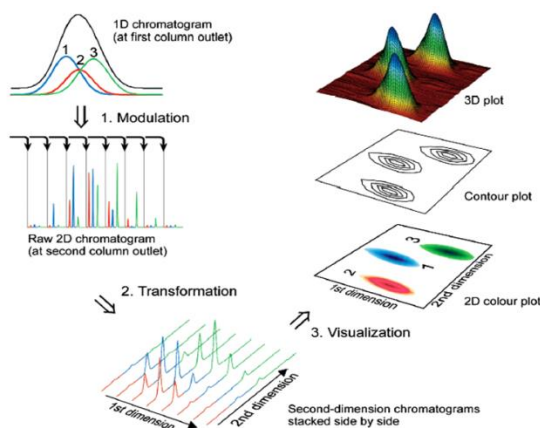 1D chromatogram
(at first column outlet)
1
2
3
1. Modulation
Raw 2D chromatogram
(at second column outlet)
2. Transformation
1st dimension
2nd dimension
Second-dimension chromatograms
stacked side by side
3. Visualization
3D plot
Contour plot
2
1
3
1st dimension
2nd dimension
2D colour plot